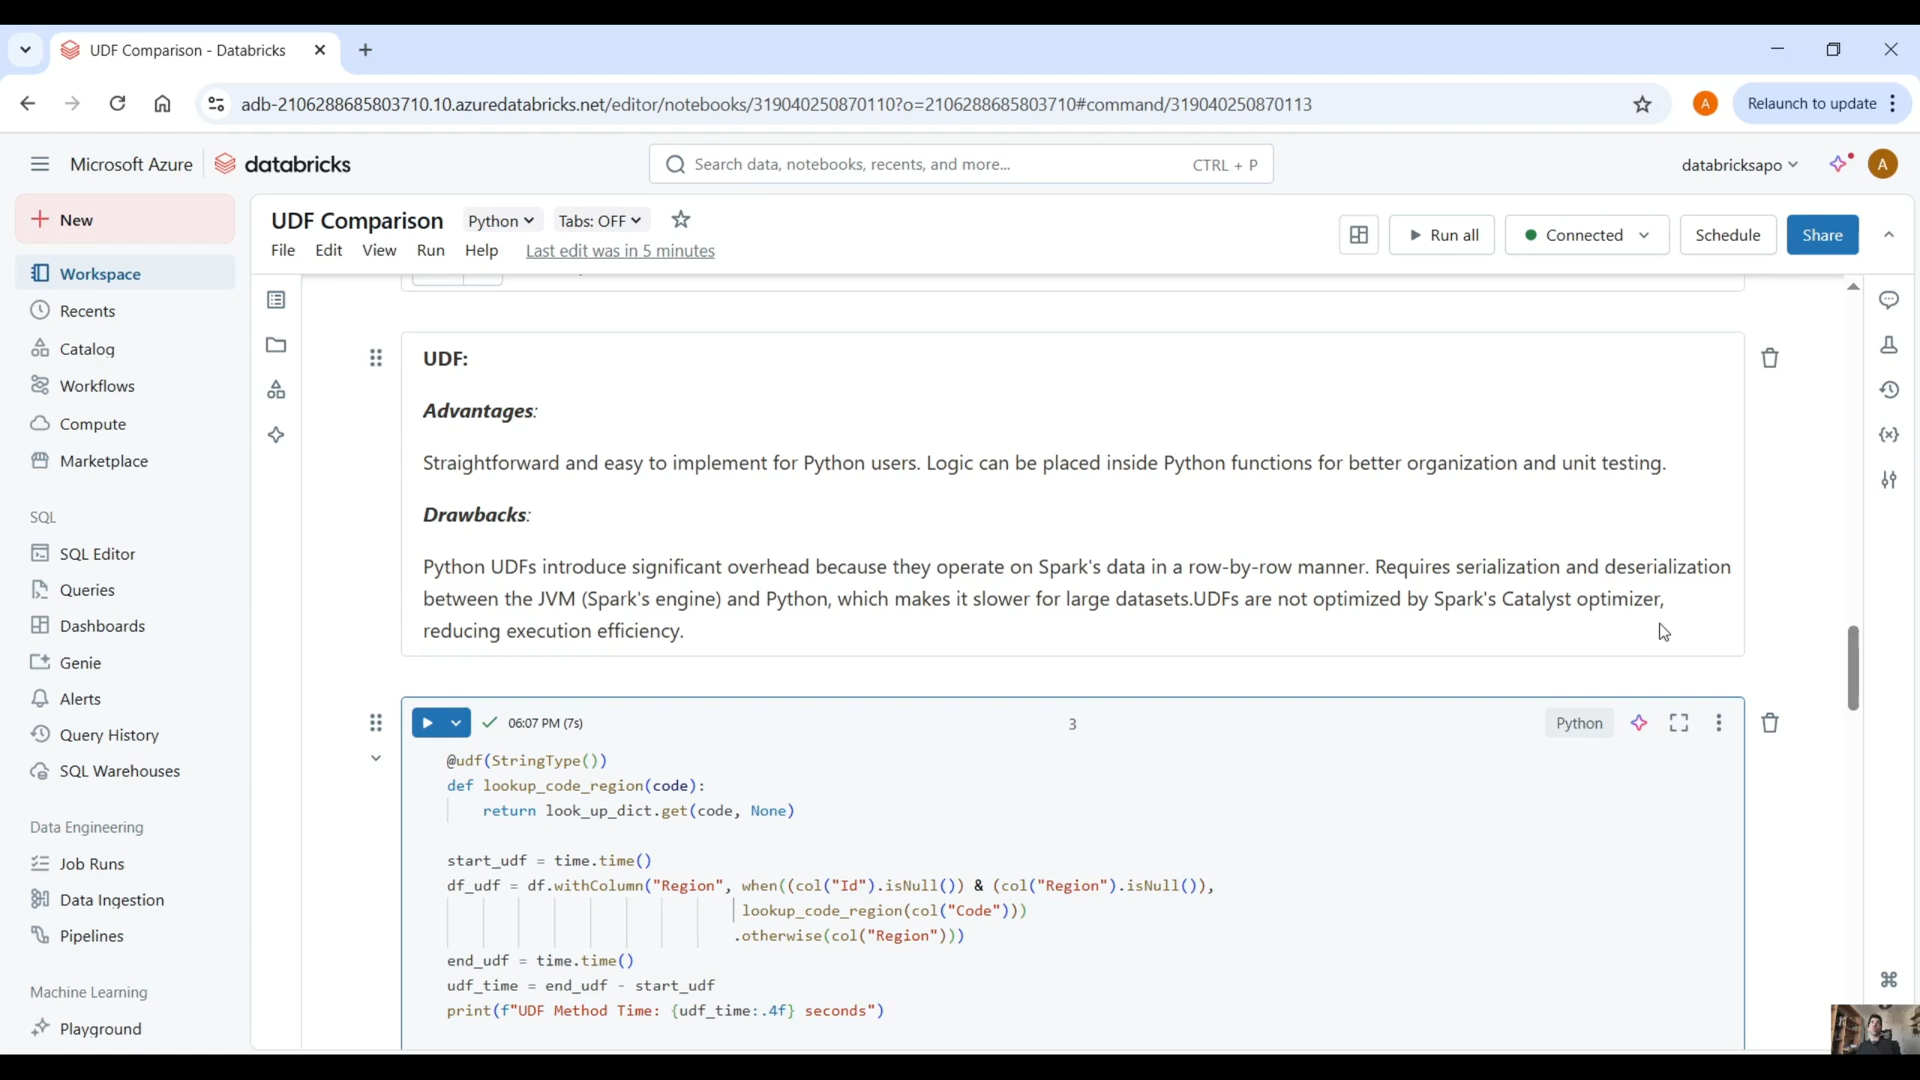 UDF Comparison - Databricks
adb-2106288685803710.10.azuredatabricks.net/editor/notebooks/319040250870110?o=2106288685803710#command/319040250870113
A
Relaunch to update
Microsoft Azure
databricks
Search data, notebooks, recents, and more...
CTRL + P
databricksapo
A
New
Workspace
Recents
Catalog
Workflows
Compute
Marketplace
SQL
SQL Editor
Queries
Dashboards
Genie
Alerts
Query History
SQL Warehouses
Data Engineering
Job Runs
Data Ingestion
Pipelines
Machine Learning
Playground
UDF Comparison
Python
Tabs: OFF
File
Edit
View
Run
Help
Last edit was in 5 minutes
Run all
Connected
Schedule
Share
UDF:
Advantages:
Straightforward and easy to implement for Python users. Logic can be placed inside Python functions for better organization and unit testing.
Drawbacks:
Python UDFs introduce significant overhead because they operate on Spark's data in a row-by-row manner. Requires serialization and deserialization
between the JVM (Spark's engine) and Python, which makes it slower for large datasets.UDFs are not optimized by Spark's Catalyst optimizer,
reducing execution efficiency.
06:07 PM (7s)
3
Python
@udf(StringType())
def lookup_code_region(code):
return look_up_dict.get(code, None)
start_udf = time.time()
df_udf = df.withColumn("Region", when((col("Id").isNull()) & (col("Region").isNull()),
lookup_code_region(col("Code")))
.otherwise(col("Region")))
end_udf = time.time()
udf_time = end_udf - start_udf
print(f"UDF Method Time: {udf_time:.4f} seconds")